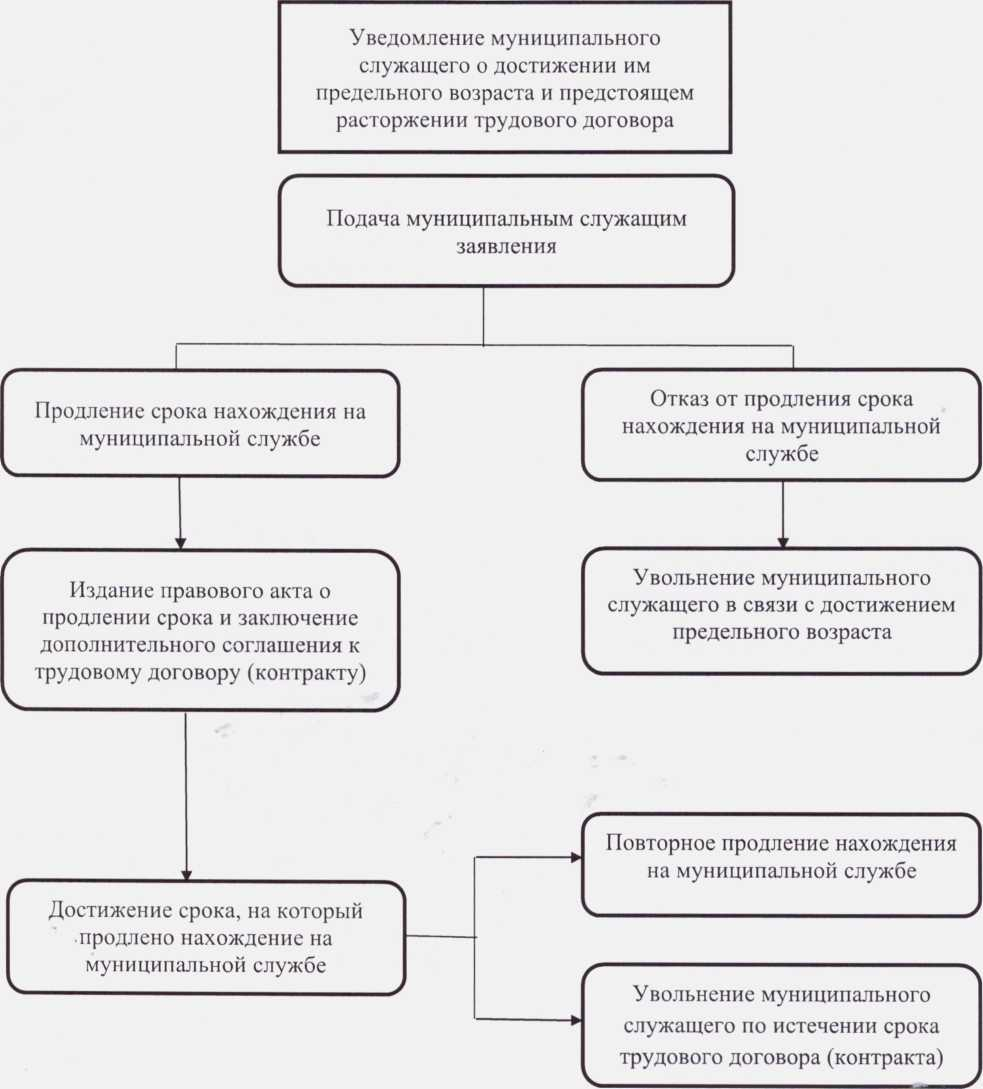 Уведомление муниципального
служащего о достижении им
предельного возраста и предстоящем
расторжении трудового договора
Подача муниципальным служащим
заявления
Продление срока нахождения на
муниципальной службе
Отказ от продления срока
нахождения на муниципальной
службе
Издание правового акта о
продлении срока и заключение
дополнительного соглашения к
трудовому договору (контракту)
Увольнение муниципального
служащего в связи с достижением
предельного возраста
Достижение срока, на который
продлено нахождение на
муниципальной службе
Повторное продление нахождения
на муниципальной службе
Увольнение муниципального
служащего по истечении срока
трудового договора (контракта)